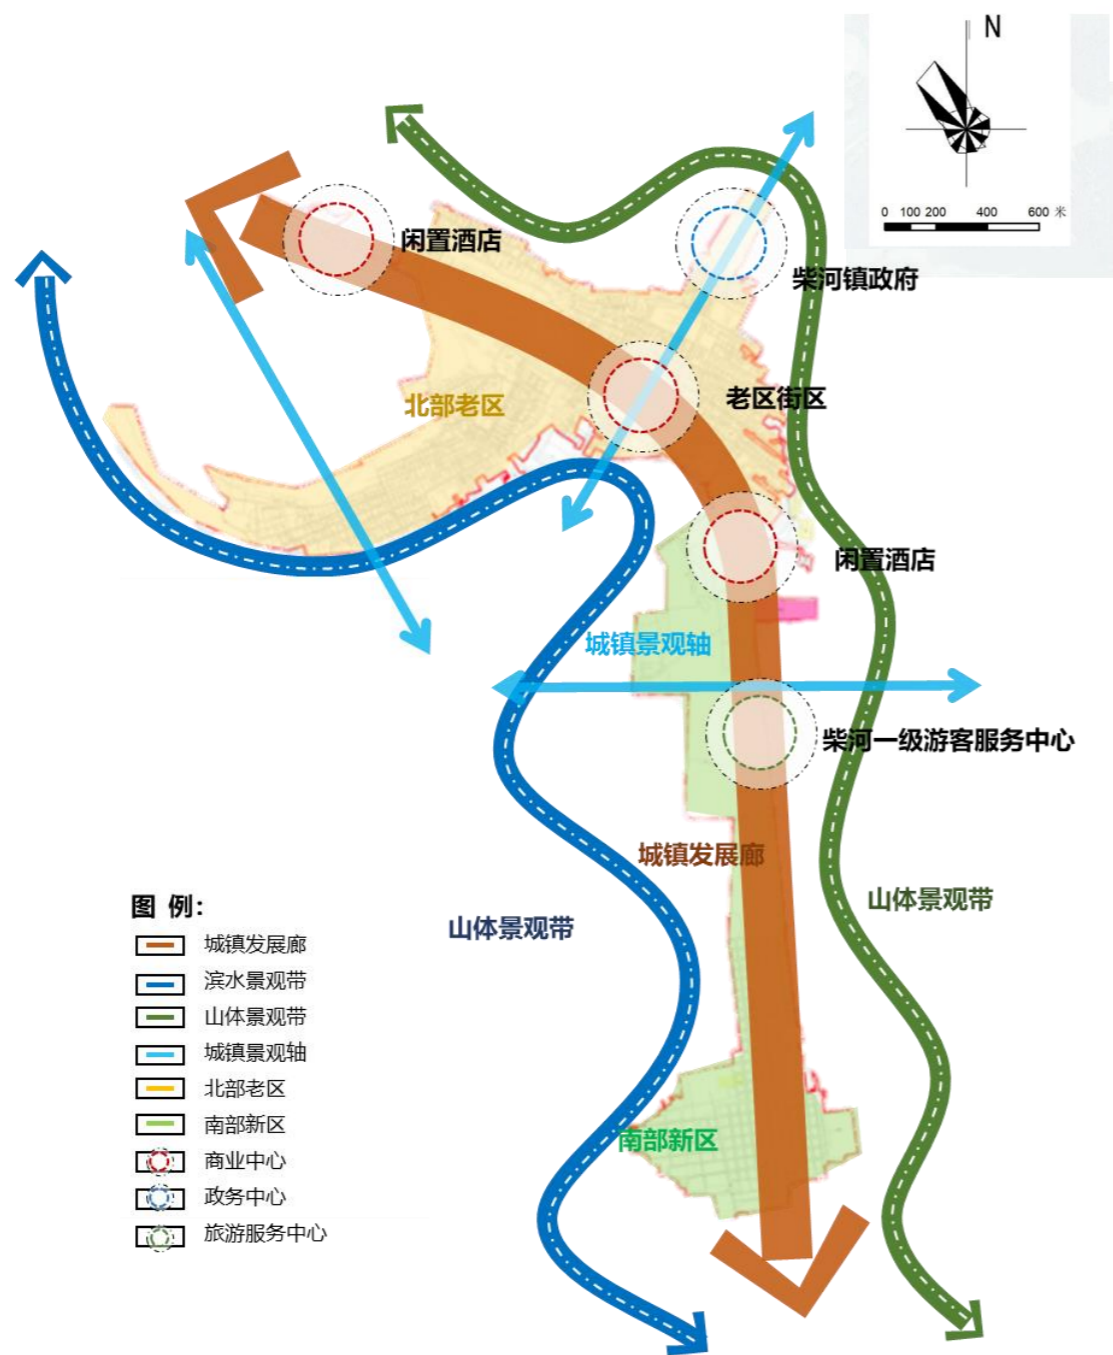 N
0 100 200 400 600 米
闲置酒店
柴河镇政府
北部老区
老区街区
闲置酒店
城镇景观轴
柴河一级游客服务中心
城镇发展廊
山体景观带
山体景观带
南部新区
图 例：
城镇发展廊
滨水景观带
山体景观带
城镇景观轴
北部老区
南部新区
商业中心
政务中心
旅游服务中心